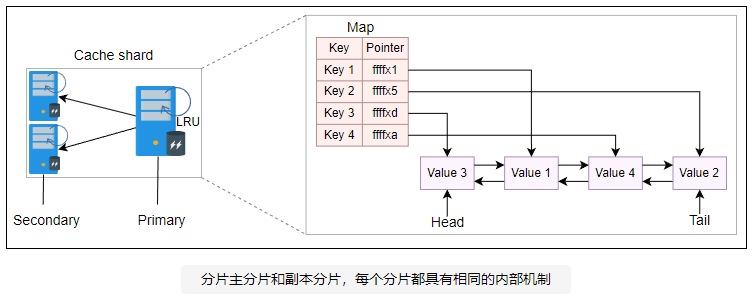 Cache shard
LRU
Secondary
Primary
Map
Key Pointer
Key 1 ffffx1
Key 2 ffffx5
Key 3 ffffxd
Key 4 ffffxa
Value 3 Value 1 Value 4 Value 2
Head
Tail
分片主分片和副本分片，每个分片都具有相同的内部机制